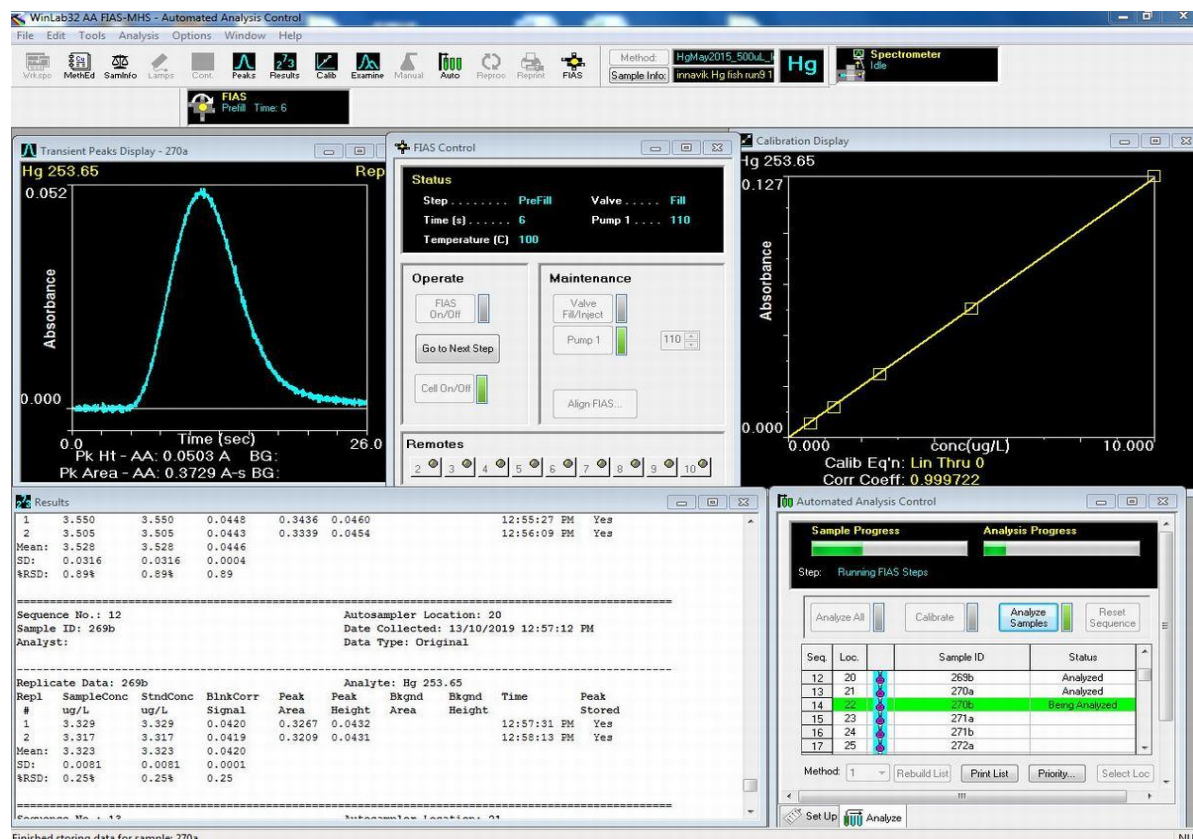 WinLab32 AA FIAS-MHS - Automated Analysis Control
File Edit Tools Analysis Options Window Help
Wrkspc MethEd SamInfo Lamps Cont. Peaks Results Calib Examine Manual Auto Reproc Reprint FIAS
Method: HgMay2015_500uL_
Sample Info: innavik Hg fish run9 1
Hg
Spectrometer
Idle
FIAS
Prefill Time: 6
Transient Peaks Display - 270a
Hg 253.65 Rep
0.052
Absorbance
0.000
0.0 Time (sec) 26.0
Pk Ht - AA: 0.0503 A BG:
Pk Area - AA: 0.3729 A-s BG:
FIAS Control
Status
Step . . . . . . . . PreFill Valve . . . . . Fill
Time (s) . . . . . . 6 Pump 1 . . . . 110
Temperature (C) 100
Operate
FIAS On/Off
Go to Next Step
Cell On/Off
Maintenance
Valve Fill/Inject
Pump 1 110
Align FIAS...
Remotes
2 3 4 5 6 7 8 9 10
Calibration Display
Hg 253.65
0.127
Absorbance
0.000
0.000 conc(ug/L) 10.000
Calib Eq'n: Lin Thru 0
Corr Coeff: 0.999722
Results
1 3.550 3.550 0.0448 0.3436 0.0460 12:55:27 PM Yes
2 3.505 3.505 0.0443 0.3339 0.0454 12:56:09 PM Yes
Mean: 3.528 3.528 0.0446
SD: 0.0316 0.0316 0.0004
%RSD: 0.89% 0.89% 0.89
Sequence No.: 12 Autosampler Location: 20
Sample ID: 269b Date Collected: 13/10/2019 12:57:12 PM
Analyst: Data Type: Original
Replicate Data: 269b Analyte: Hg 253.65
Repl SampleConc StndConc BlnkCorr Peak Peak Bkgnd Bkgnd Time Peak
# ug/L ug/L Signal Area Height Area Height Stored
1 3.329 3.329 0.0420 0.3267 0.0432 12:57:31 PM Yes
2 3.317 3.317 0.0419 0.3209 0.0431 12:58:13 PM Yes
Mean: 3.323 3.323 0.0420
SD: 0.0081 0.0081 0.0001
%RSD: 0.25% 0.25% 0.25
Sequence No.: 13 Autosampler Location: 21
Automated Analysis Control
Sample Progress Analysis Progress
Step: Running FIAS Steps
Analyze All Calibrate Analyze Samples Reset Sequence
Seq. Loc. Sample ID Status
12 20 269b Analyzed
13 21 270a Analyzed
14 22 270b Being Analyzed
15 23 271a
16 24 271b
17 25 272a
Method: 1 Rebuild List Print List Priority... Select Loc
Set Up Analyze
Finished storing data for sample: 270a